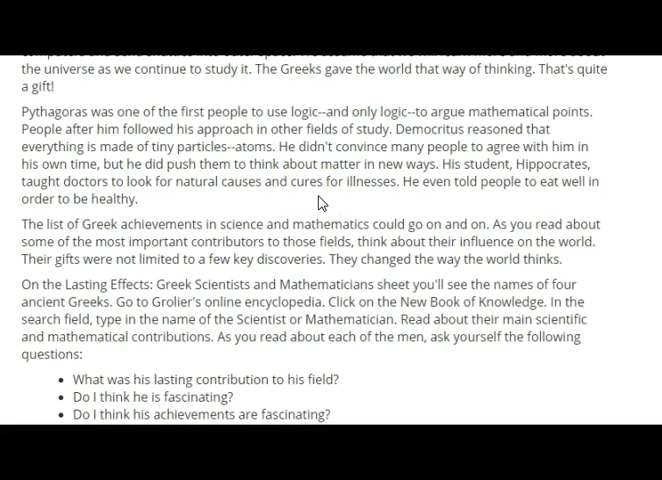 the universe as we continue to study it. The Greeks gave the world that way of thinking. That's quite
a gift!
Pythagoras was one of the first people to use logic--and only logic--to argue mathematical points.
People after him followed his approach in other fields of study. Democritus reasoned that
everything is made of tiny particles--atoms. He didn't convince many people to agree with him in
his own time, but he did push them to think about matter in new ways. His student, Hippocrates,
taught doctors to look for natural causes and cures for illnesses. He even told people to eat well in
order to be healthy.
The list of Greek achievements in science and mathematics could go on and on. As you read about
some of the most important contributors to those fields, think about their influence on the world.
Their gifts were not limited to a few key discoveries. They changed the way the world thinks.
On the Lasting Effects: Greek Scientists and Mathematicians sheet you'll see the names of four
ancient Greeks. Go to Grolier's online encyclopedia. Click on the New Book of Knowledge. In the
search field, type in the name of the Scientist or Mathematician. Read about their main scientific
and mathematical contributions. As you read about each of the men, ask yourself the following
questions:
• What was his lasting contribution to his field?
• Do I think he is fascinating?
• Do I think his achievements are fascinating?